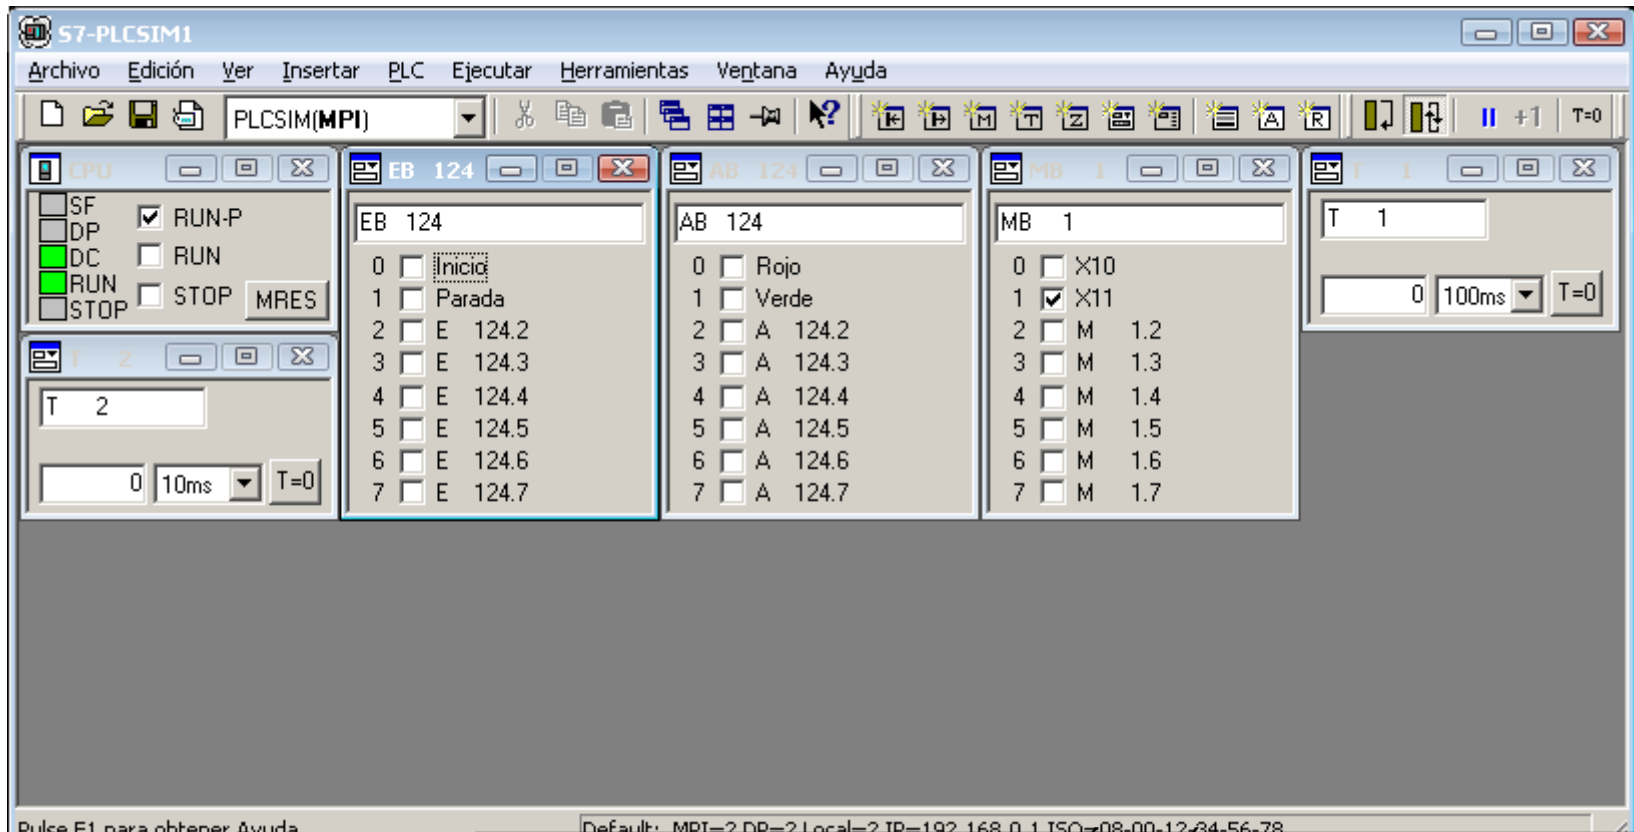 S7-PLCSIM1
Archivo Edición Ver Insertar PLC Ejecutar Herramientas Ventana Ayuda
PLCSIM(MPI) +1 T=0
CPU
SF
DP
DC
RUN
STOP
RUN-P
RUN
STOP MRES
EB 124
EB 124
0 Inicio
1 Parada
2 E 124.2
3 E 124.3
4 E 124.4
5 E 124.5
6 E 124.6
7 E 124.7
AB 124
AB 124
0 Rojo
1 Verde
2 A 124.2
3 A 124.3
4 A 124.4
5 A 124.5
6 A 124.6
7 A 124.7
MB 1
MB 1
0 X10
1 X11
2 M 1.2
3 M 1.3
4 M 1.4
5 M 1.5
6 M 1.6
7 M 1.7
T 1
T 1
0 100ms T=0
T 2
T 2
0 10ms T=0
Pulse F1 para obtener Ayuda. Default: MPI=2 DP=2 Local=2 IP=192.168.0.1 ISO=08-00-12-34-56-78